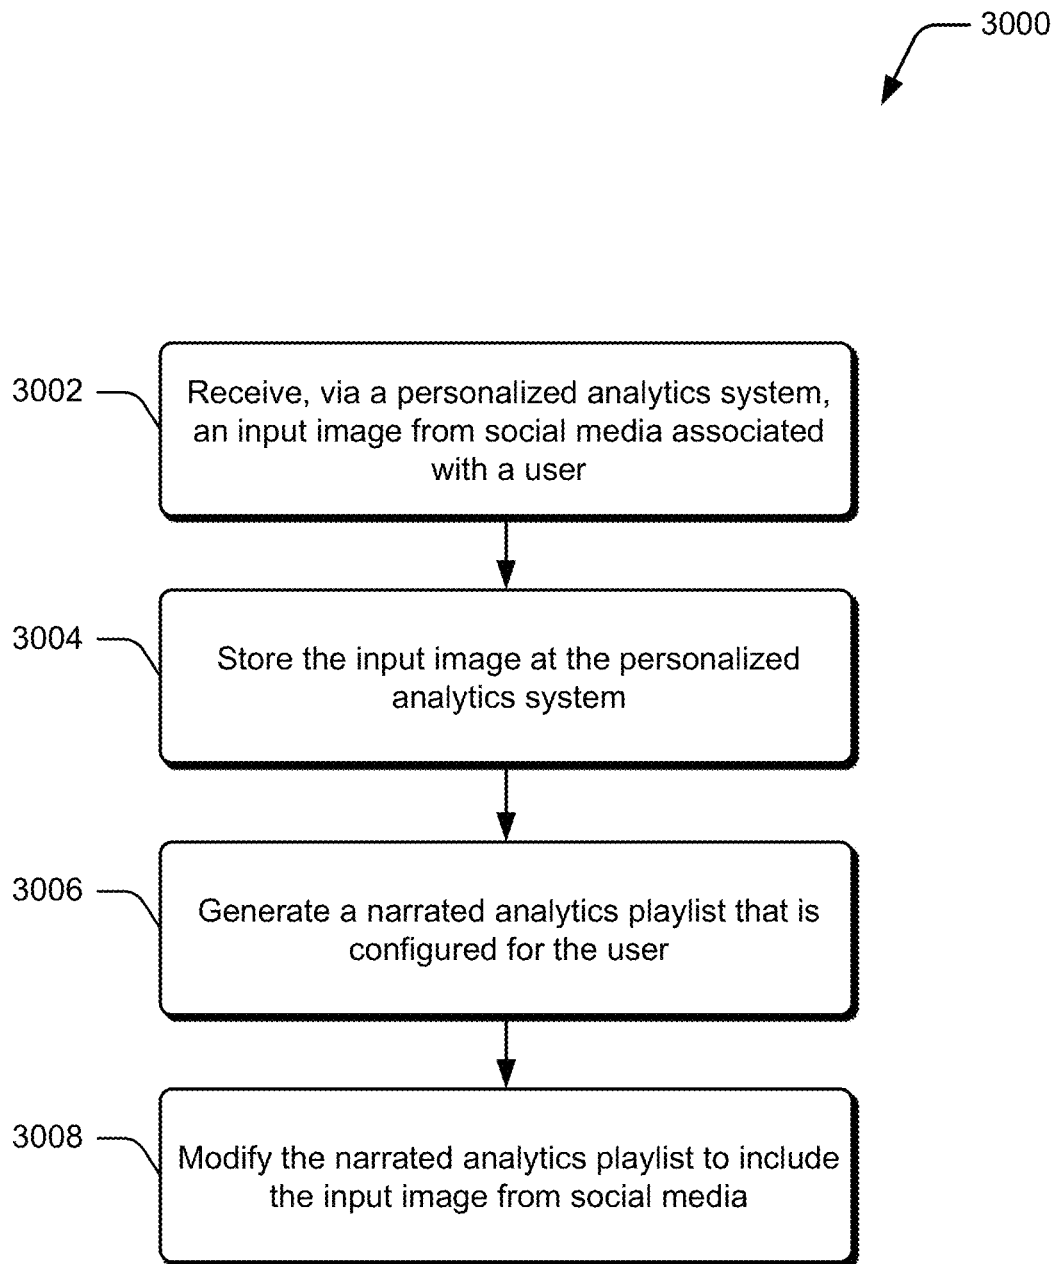 3000
3002
Receive, via a personalized analytics system,
an input image from social media associated
with a user
3004
Store the input image at the personalized
analytics system
3006
Generate a narrated analytics playlist that is
configured for the user
3008
Modify the narrated analytics playlist to include
the input image from social media